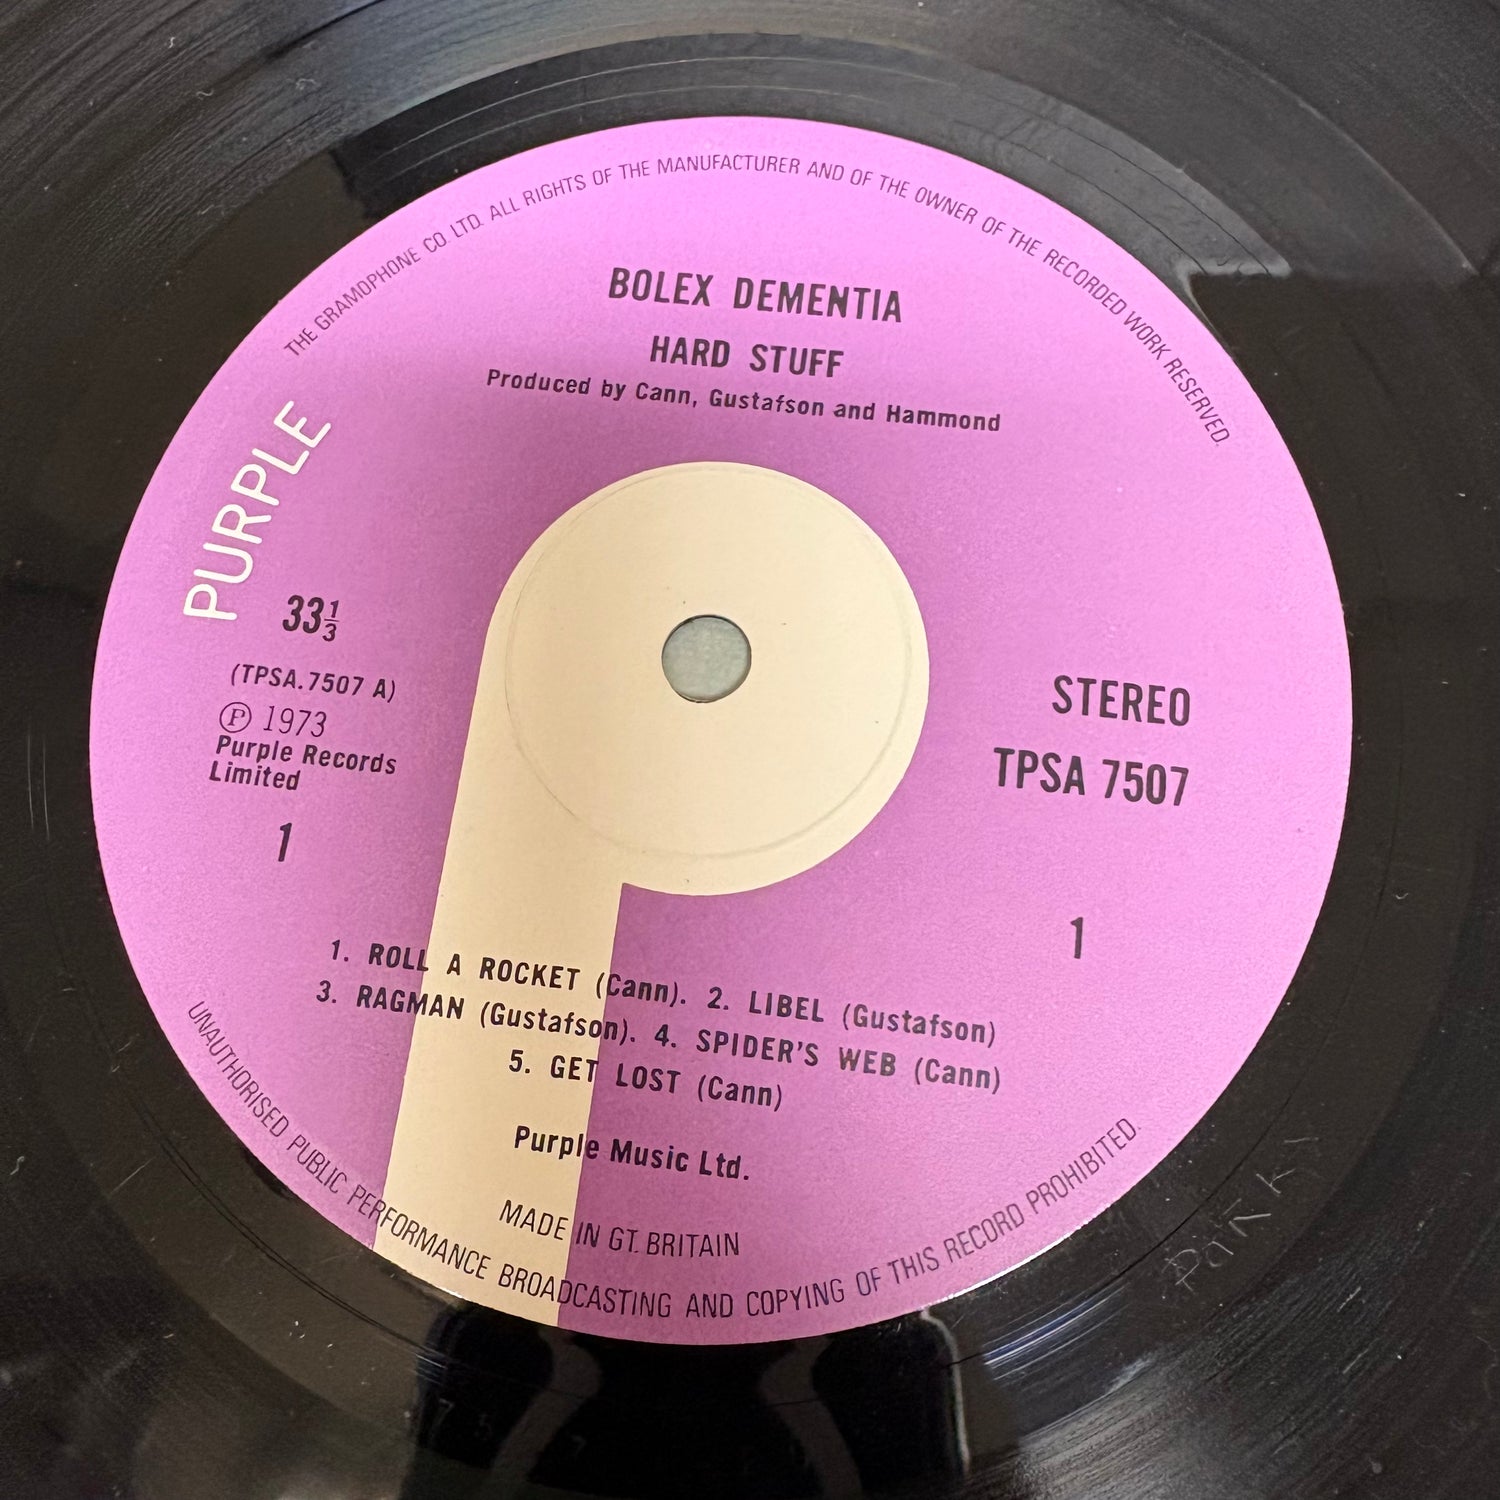 THE GRAMOPHONE CO. LTD. ALL RIGHTS OF THE MANUFACTURER AND OF THE OWNER OF THE RECORDED WORK RESERVED.
BOLEX DEMENTIA
HARD STUFF
Produced by Cann, Gustafson and Hammond
PURPLE
33⅓
(TPSA.7507 A)
℗ 1973
Purple Records
Limited
1
STEREO
TPSA 7507
1
1. ROLL A ROCKET (Cann). 2. LIBEL (Gustafson)
3. RAGMAN (Gustafson). 4. SPIDER'S WEB (Cann)
5. GET LOST (Cann)
Purple Music Ltd.
MADE IN GT. BRITAIN
UNAUTHORISED PUBLIC PERFORMANCE BROADCASTING AND COPYING OF THIS RECORD PROHIBITED.